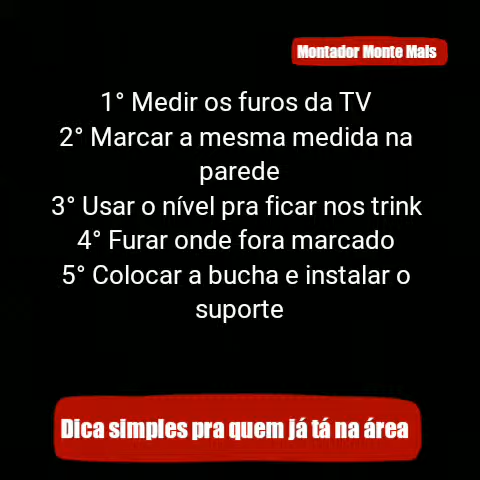 Montador Monte Mais
1° Medir os furos da TV
2° Marcar a mesma medida na
parede
3° Usar o nível pra ficar nos trink
4° Furar onde fora marcado
5° Colocar a bucha e instalar o
suporte
Dica simples pra quem já tá na área